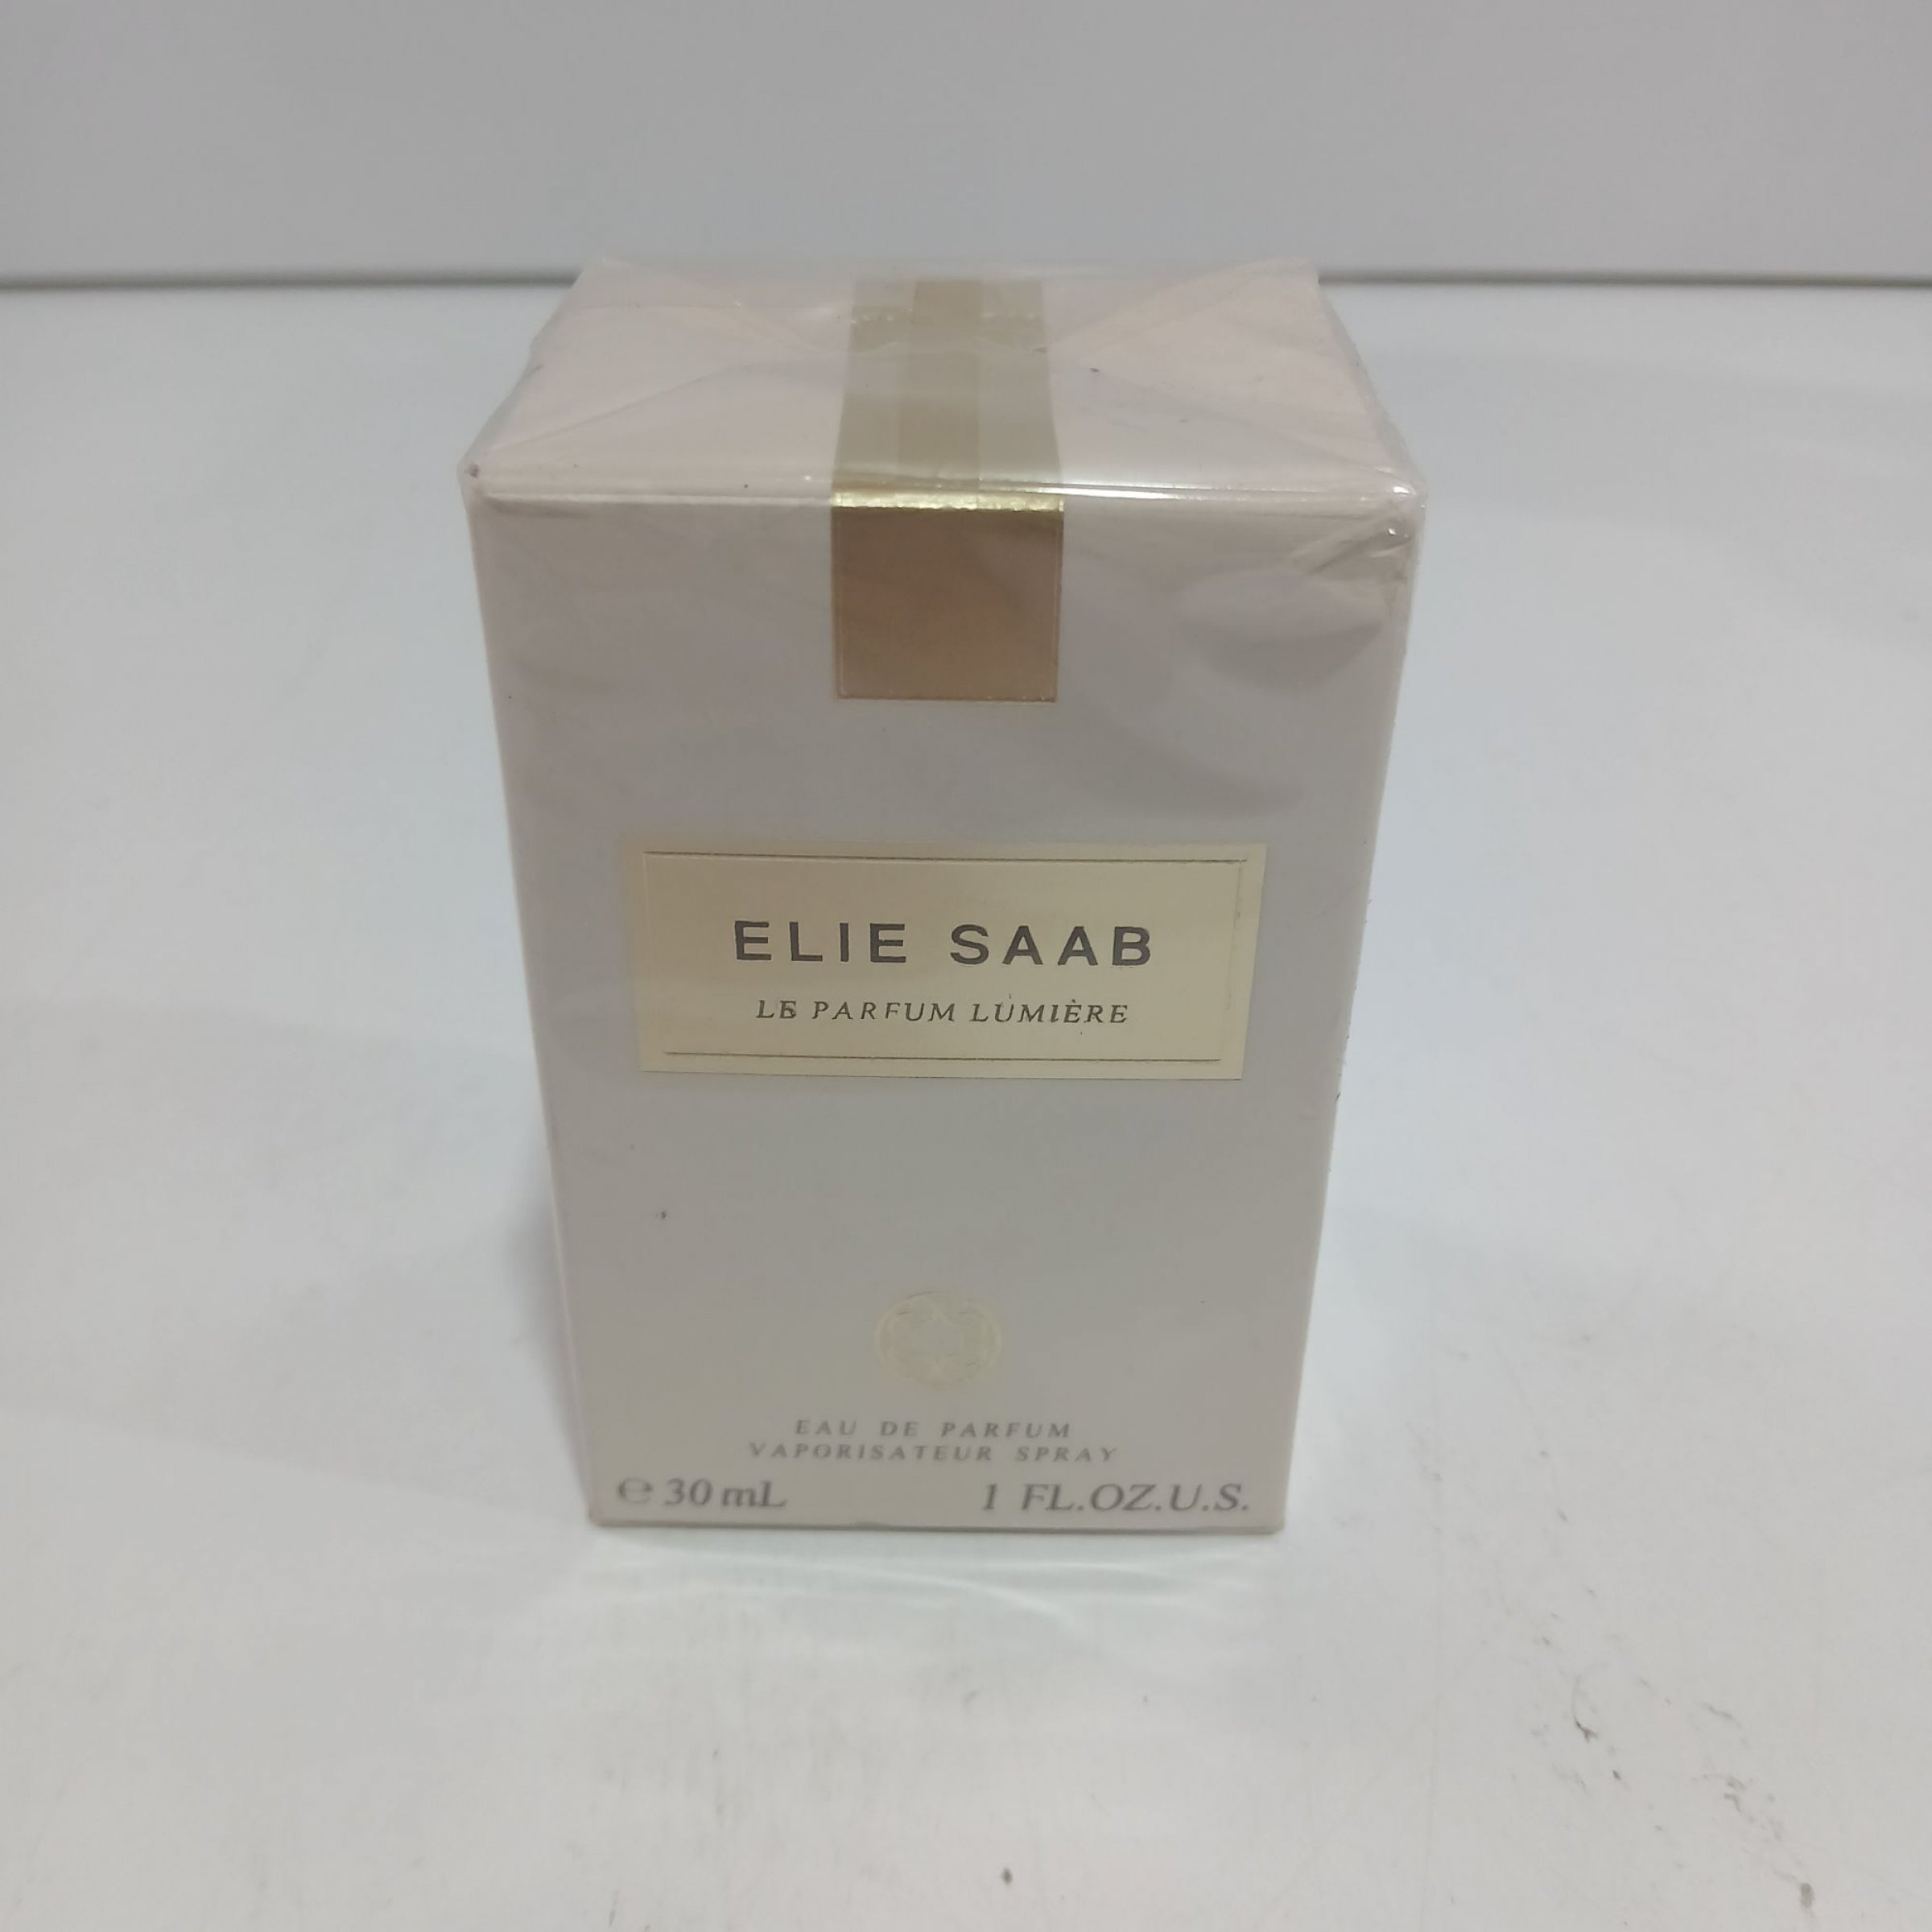 ELIE SAAB
LE PARFUM LUMIÈRE
EAU DE PARFUM
VAPORISATEUR SPRAY
℮ 30 mL 1 FL.OZ.U.S.